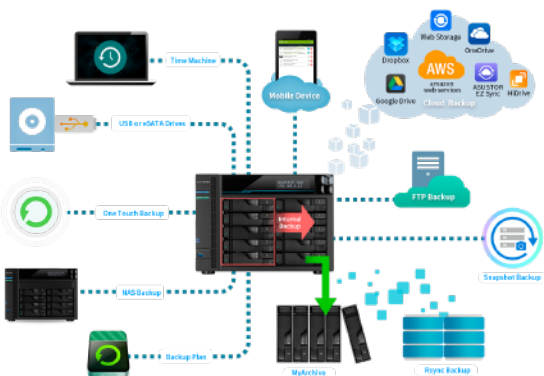 Time Machine
USB or eSATA Drives
One Touch Backup
NAS Backup
Backup Plan
Mobile Device
Web Storage
OneDrive
Dropbox
AWS
amazon
web services
ASUSTOR
EZ Sync
HiDrive
Google Drive
Cloud Backup
Internal
Backup
FTP Backup
Snapshot Backup
MyArchive
Rsync Backup